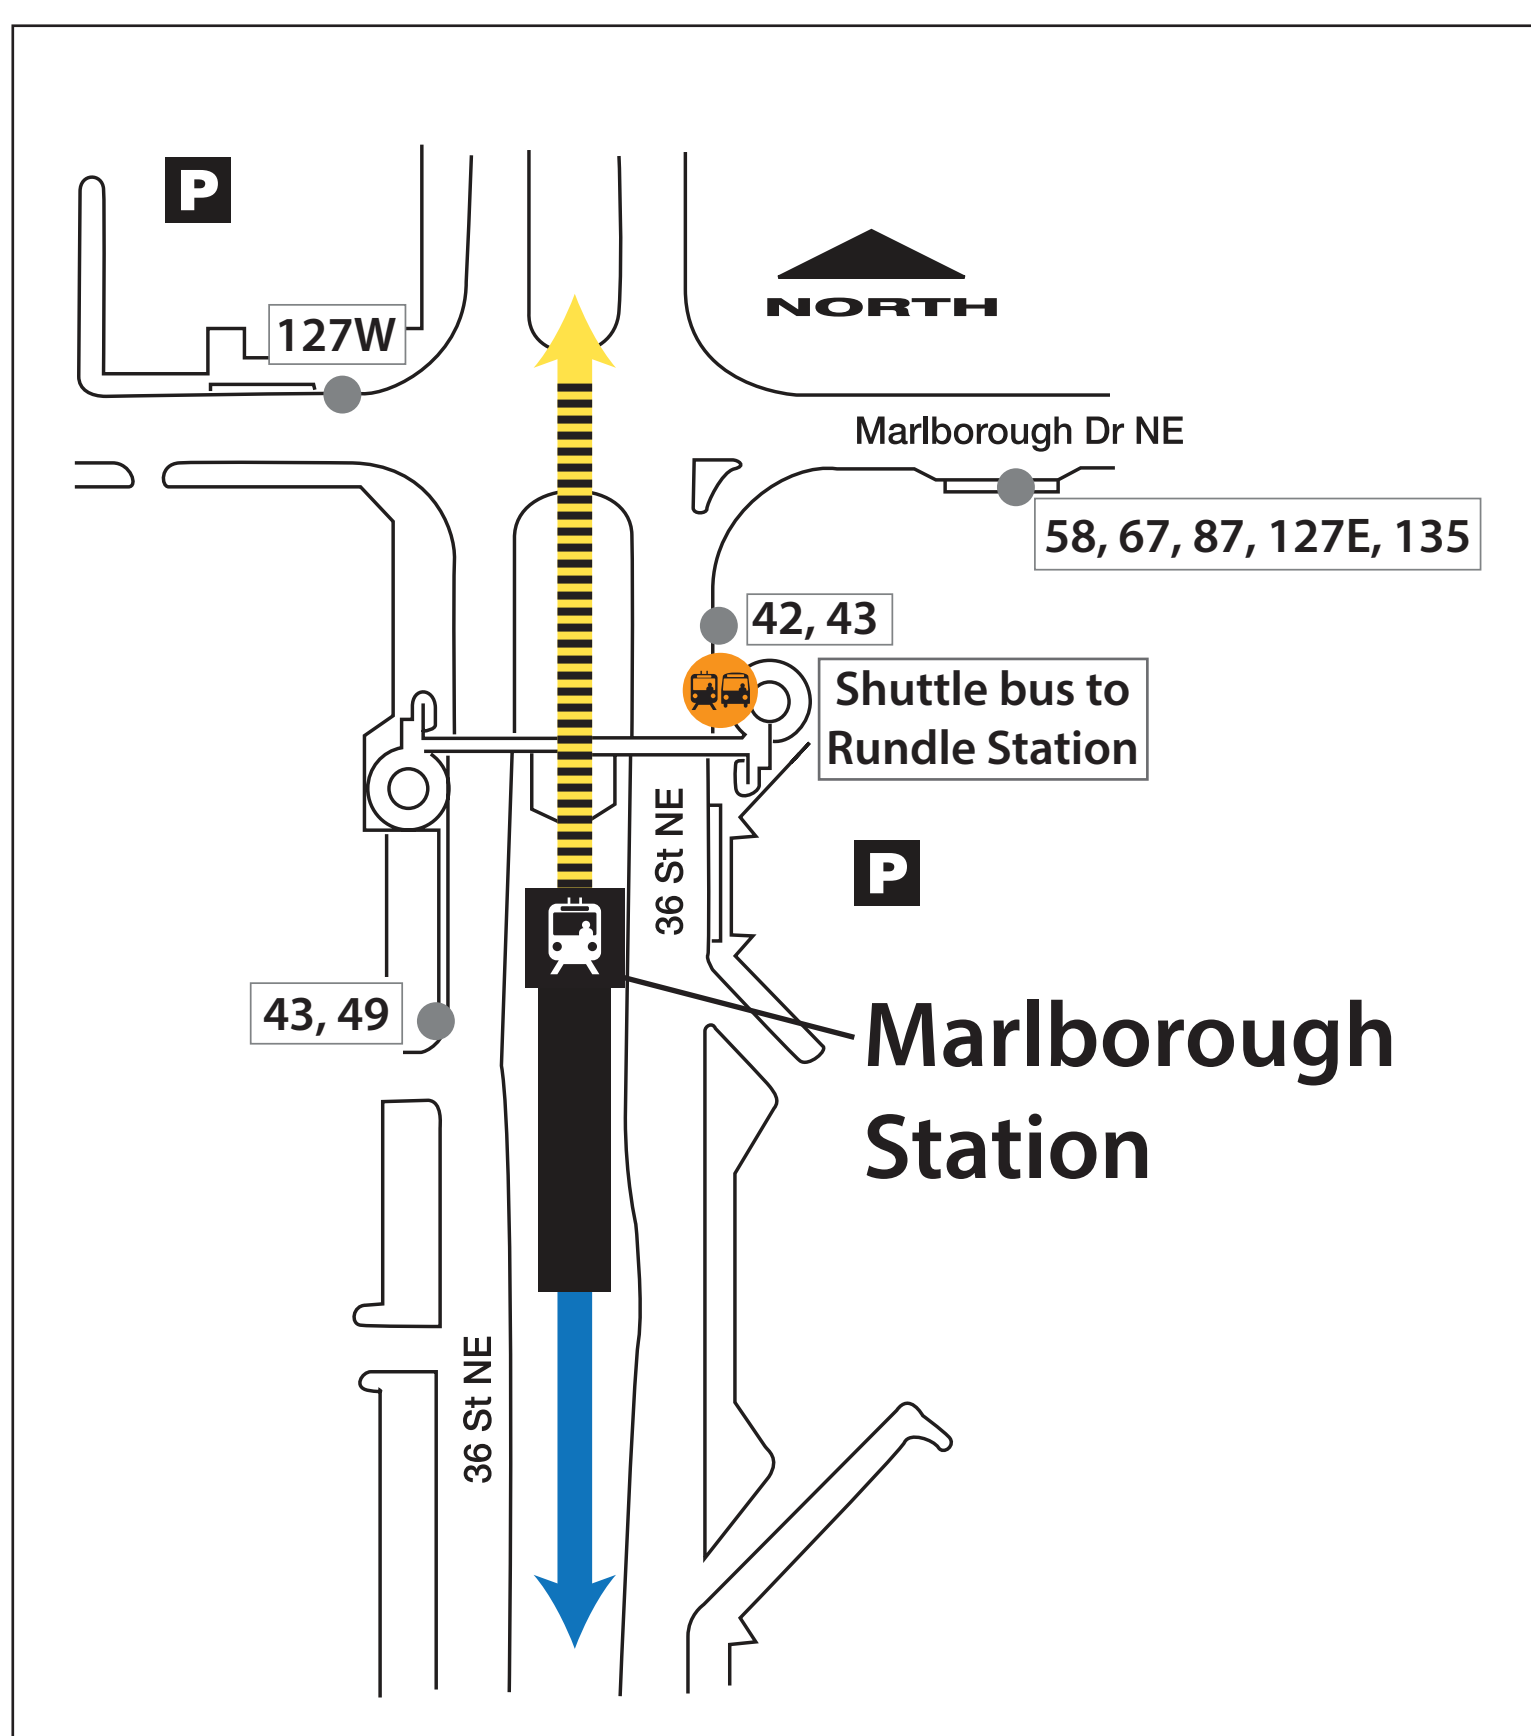 P
NORTH
127W
Marlborough Dr NE
58, 67, 87, 127E, 135
42, 43
Shuttle bus to
Rundle Station
36 St NE
P
43, 49
Marlborough
Station
36 St NE